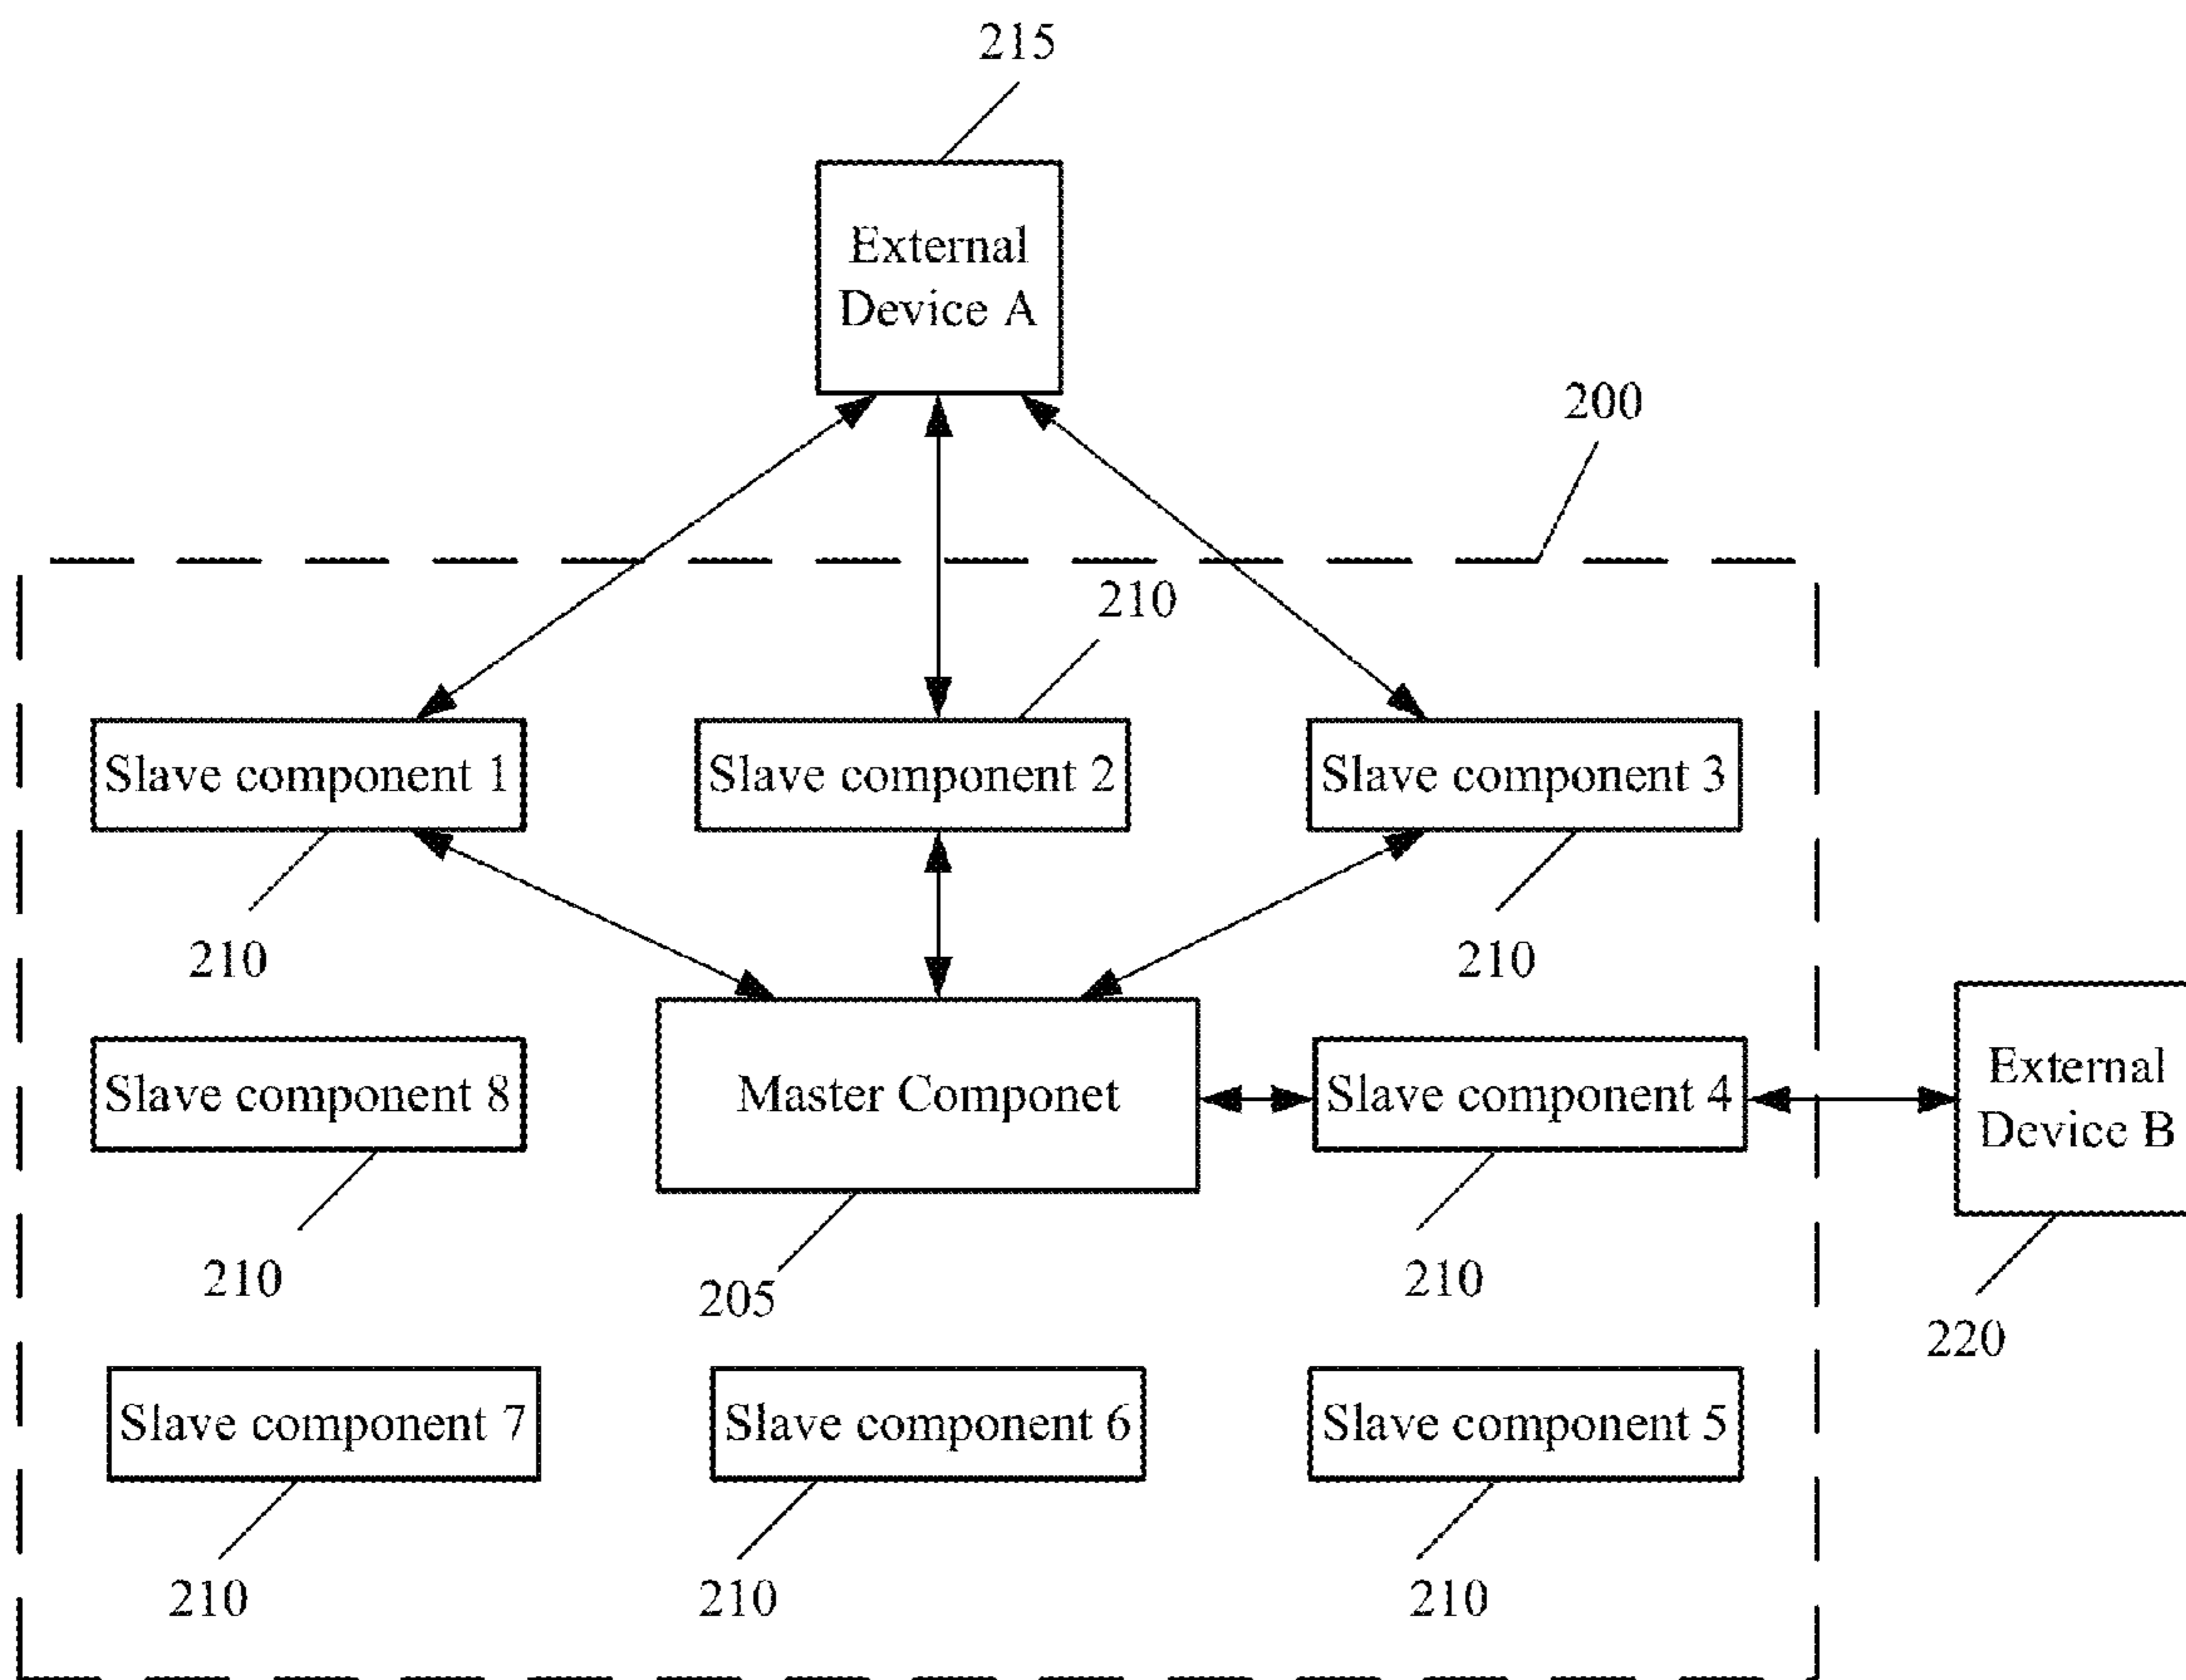 215
External
Device A
200
210
Slave component 1
Slave component 2
Slave component 3
210
210
Slave component 8
Master Componet
Slave component 4
External
Device B
210
205
210
220
Slave component 7
Slave component 6
Slave component 5
210
210
210